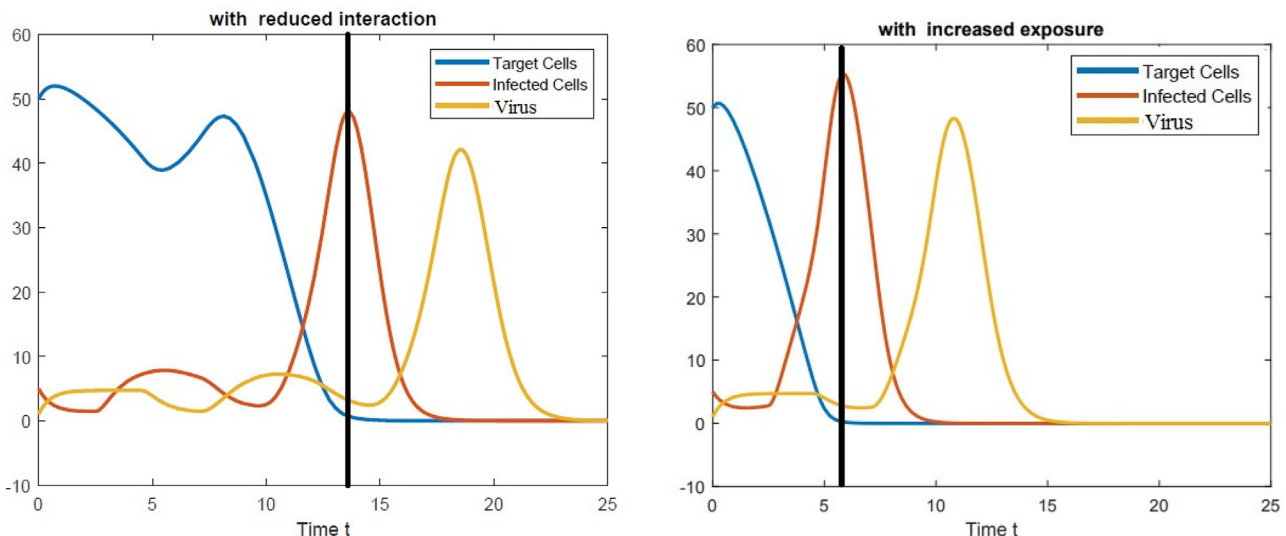 with reduced interaction
60
50
40
30
20
10
0
-10
0 5 10 15 20 25
Time t
Target Cells
Infected Cells
Virus
with increased exposure
60
50
40
30
20
10
0
-10
0 5 10 15 20 25
Time t
Target Cells
Infected Cells
Virus